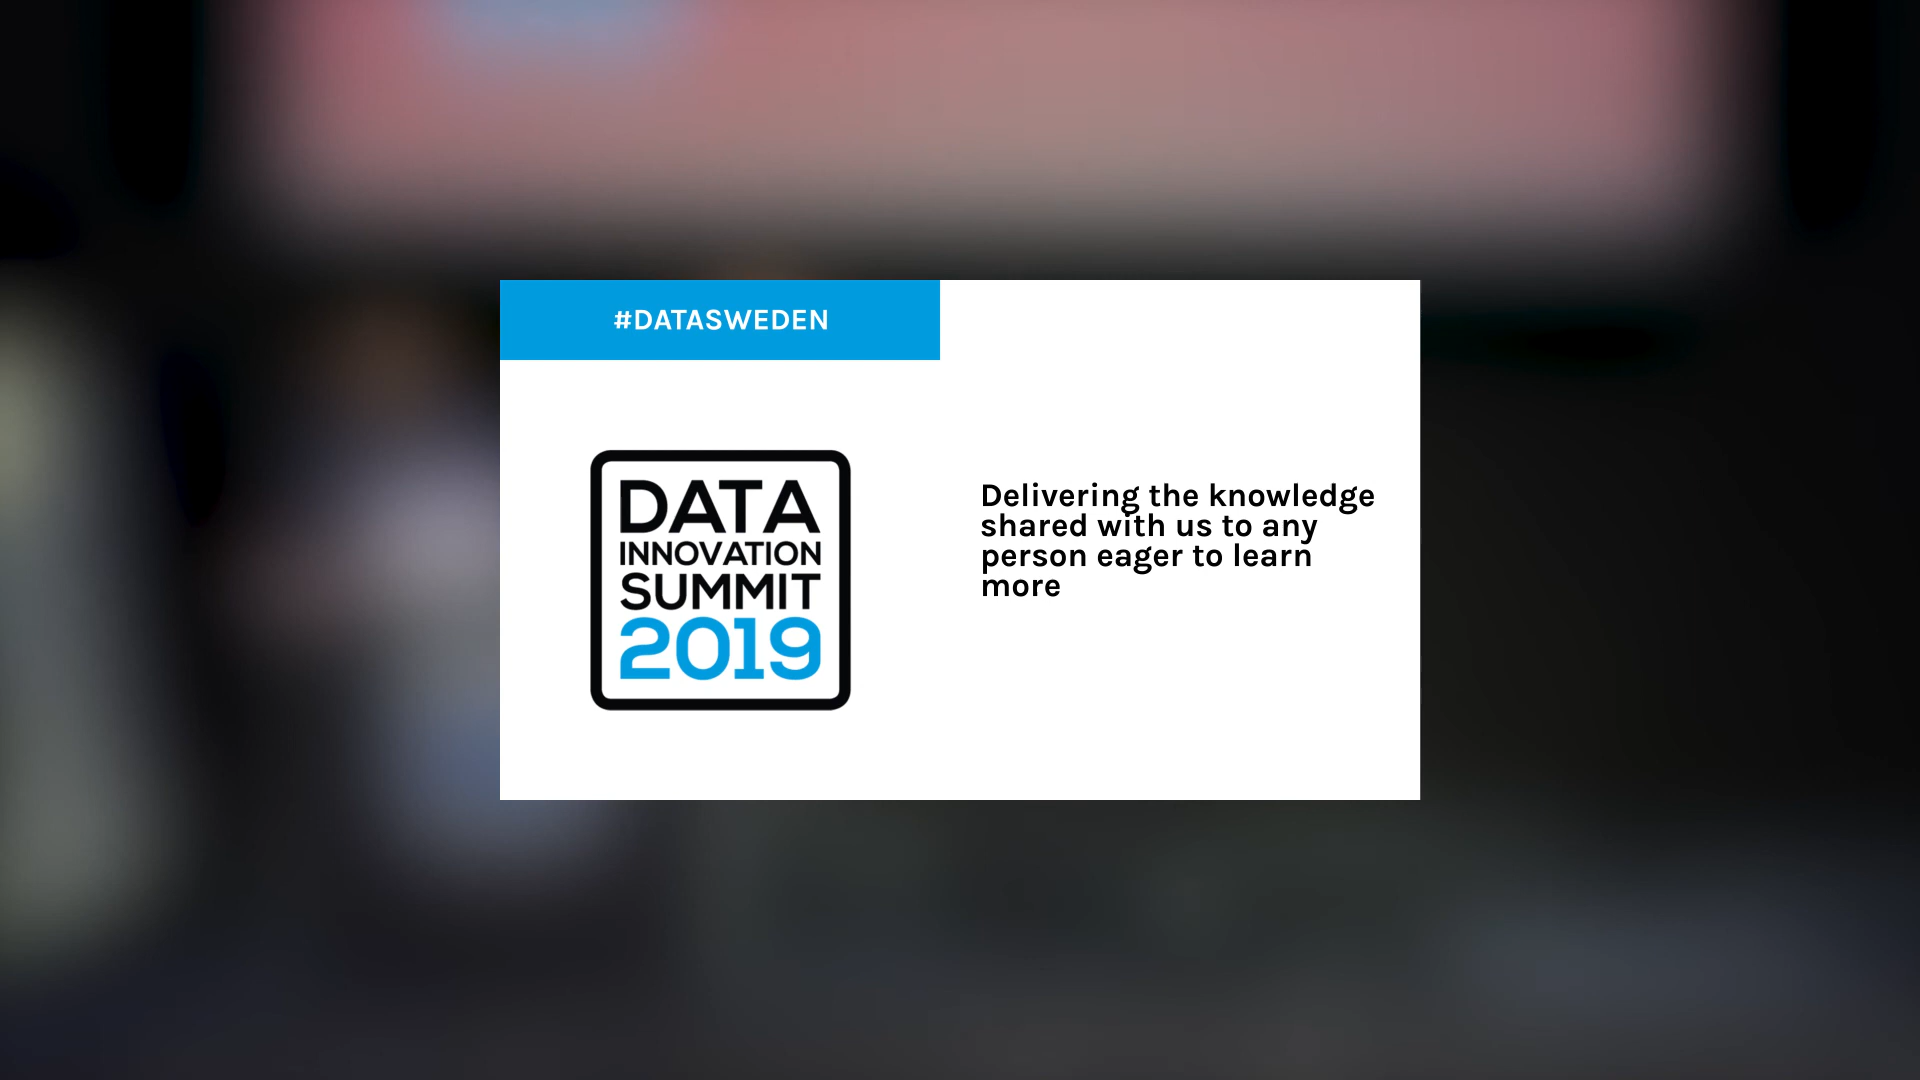 #DATASWEDEN
DATA
INNOVATION
SUMMIT
2019
Delivering the knowledge
shared with us to any
person eager to learn
more